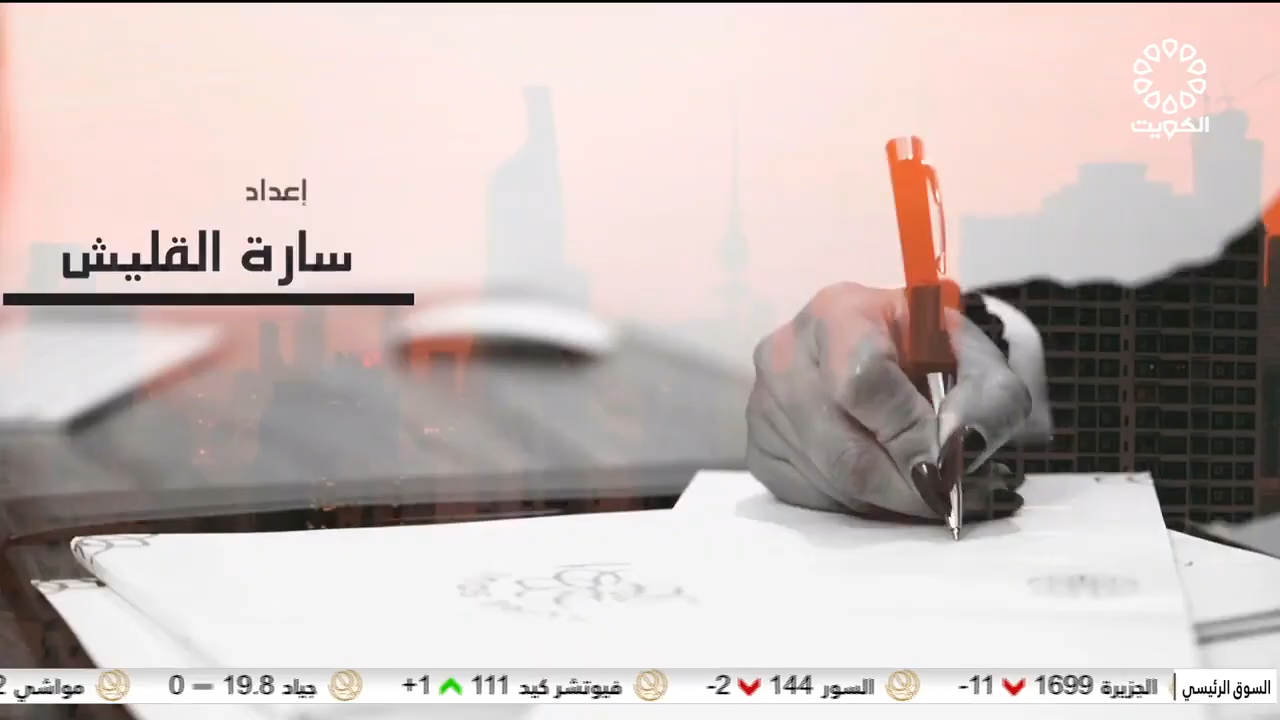 الكويت
إعداد
سارة القليش
السوق الرئيسي | الجزيرة 1699 -11 السور 144 -2 فيوتشر كيد 111 +1 جياد 19.8 — 0 مواشي